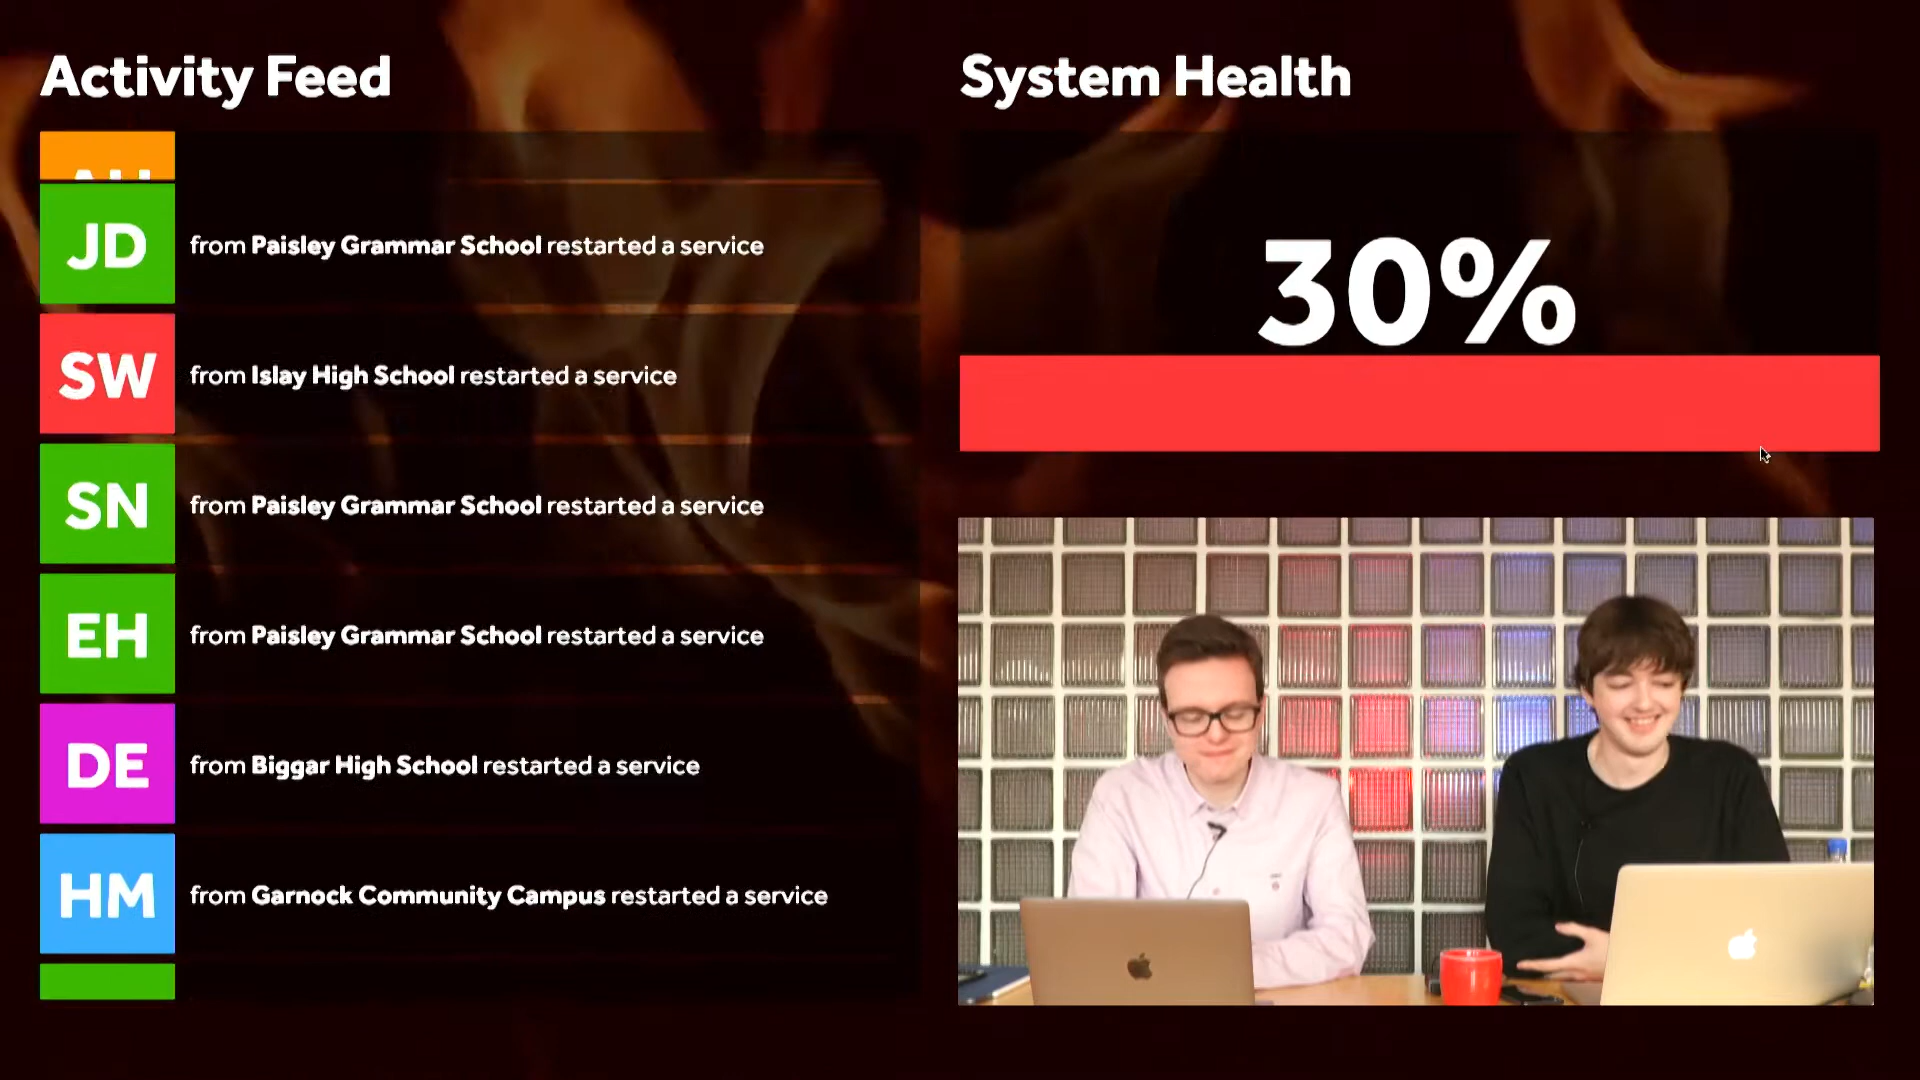 Activity Feed
JD
from Paisley Grammar School restarted a service
SW
from Islay High School restarted a service
SN
from Paisley Grammar School restarted a service
EH
from Paisley Grammar School restarted a service
DE
from Biggar High School restarted a service
HM
from Garnock Community Campus restarted a service
System Health
30%